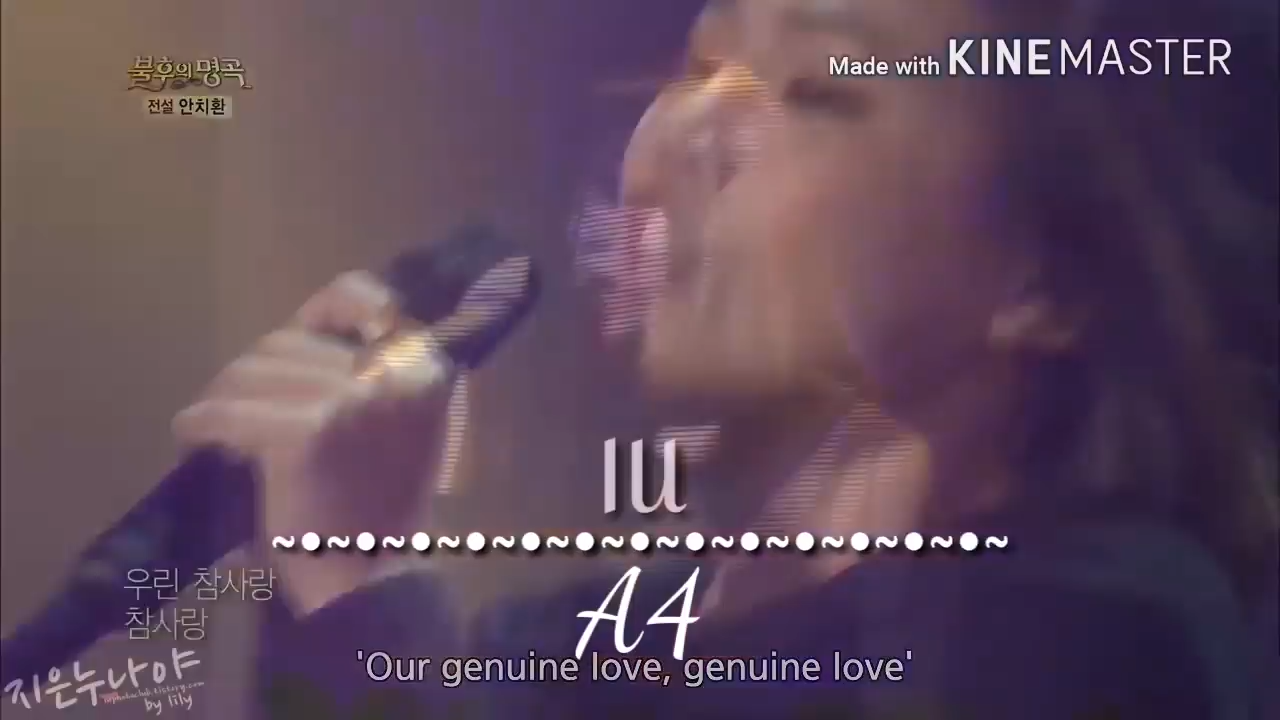 불후의명곡
전설 안치환
Made with KINEMASTER
IU
~●~●~●~●~●~●~●~●~●~●~●~●~●~
A4
우린 참사랑
참사랑
'Our genuine love, genuine love'
지은누나야
by lily